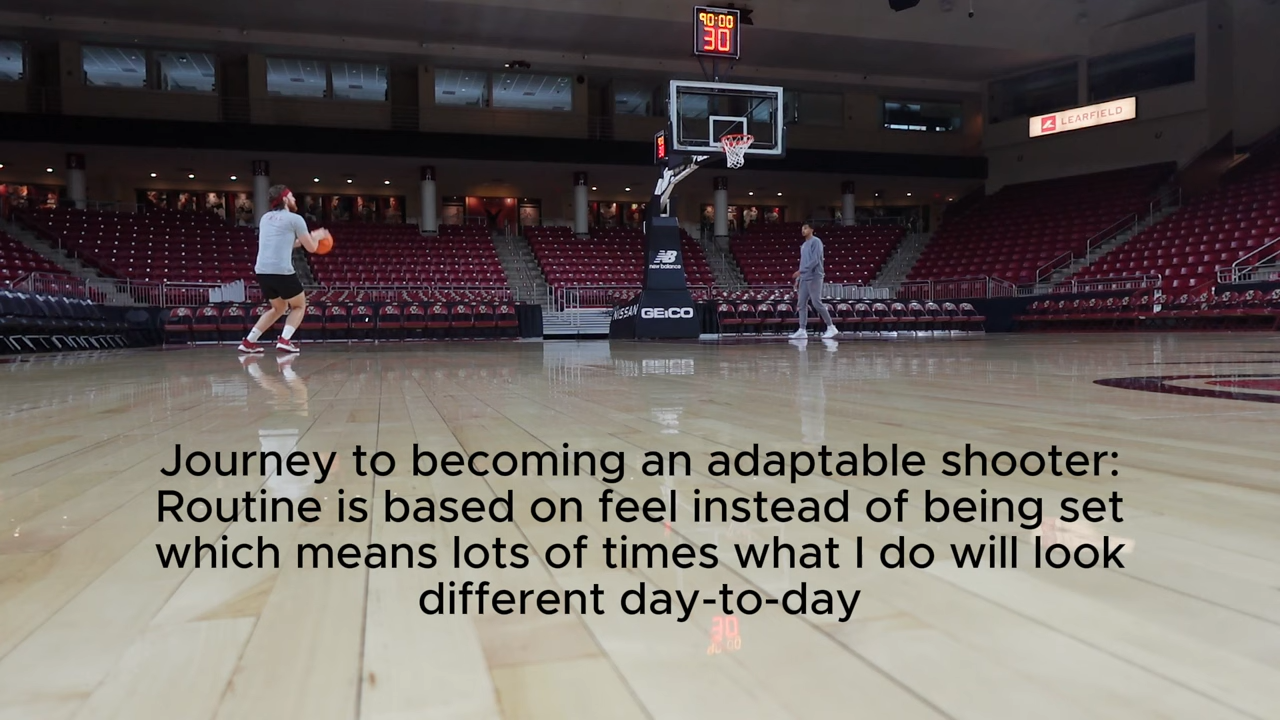 90:00
30
LEARFIELD
new balance
NISSAN
GEICO
Journey to becoming an adaptable shooter:
Routine is based on feel instead of being set
which means lots of times what I do will look
different day-to-day